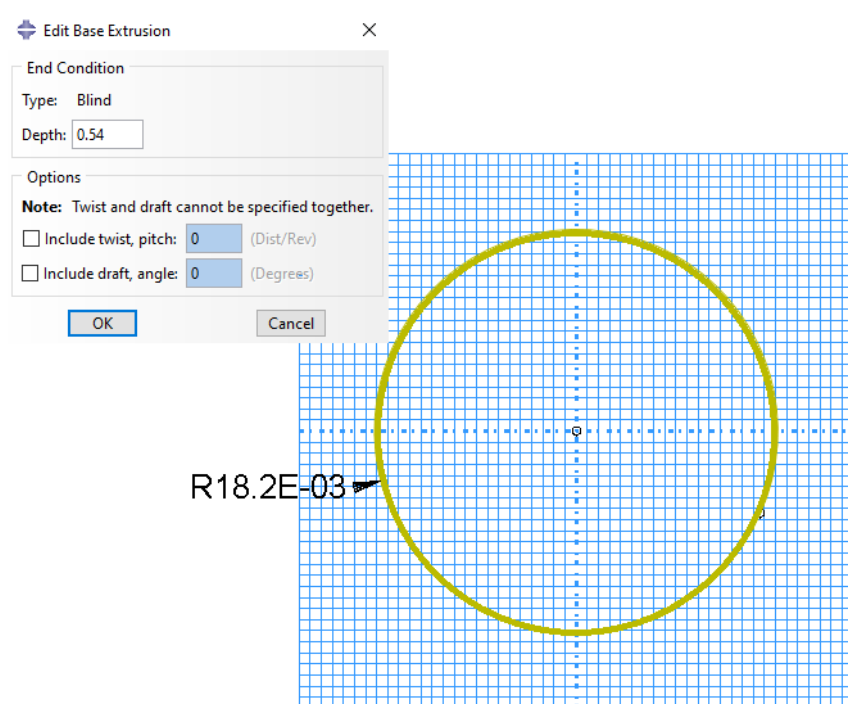 Edit Base Extrusion
End Condition
Type: Blind
Depth: 0.54
Options
Note: Twist and draft cannot be specified together.
Include twist, pitch: 0 (Dist/Rev)
Include draft, angle: 0 (Degrees)
OK Cancel
R18.2E-03